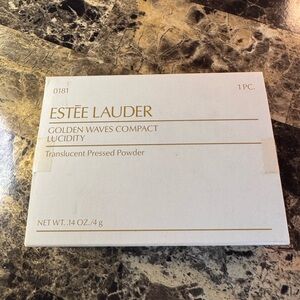 0181 1 PC.
ESTĒE LAUDER
GOLDEN WAVES COMPACT
LUCIDITY
Translucent Pressed Powder
NET WT. .14 OZ./4 g